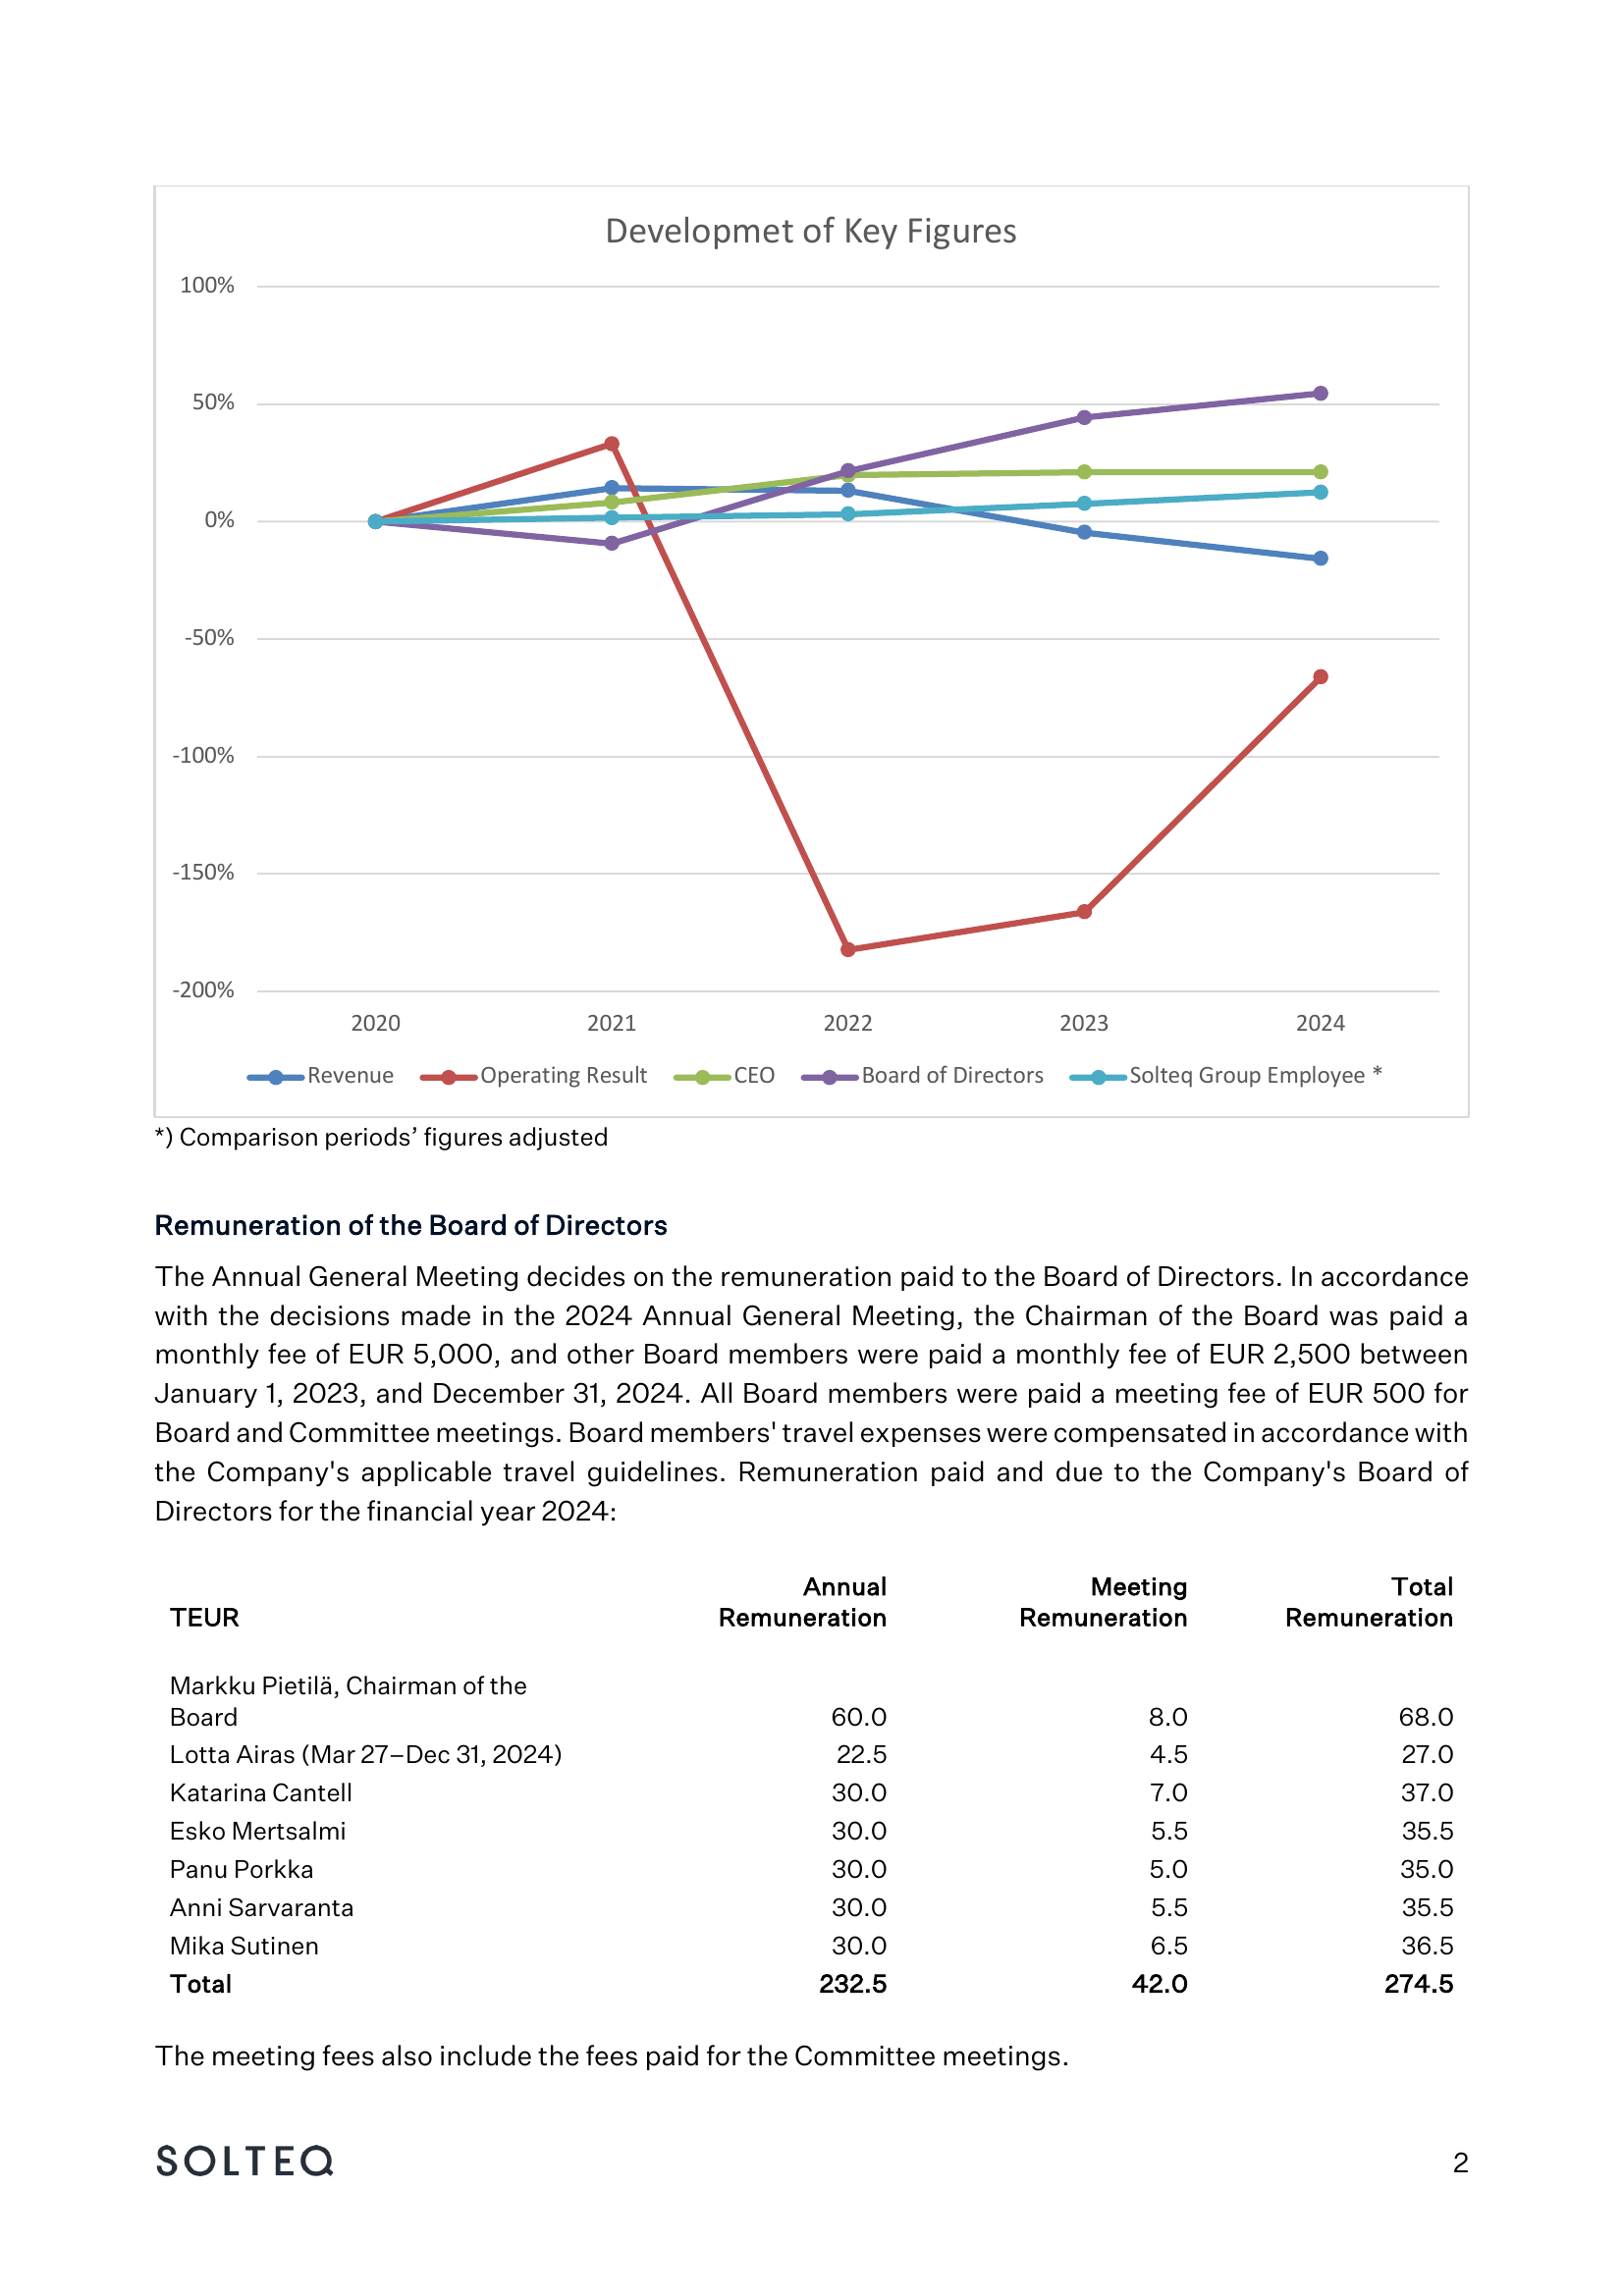 Developmet of Key Figures
100%
50%
0%
-50%
-100%
-150%
-200%
2020 2021 2022 2023 2024
Revenue Operating Result CEO Board of Directors Solteq Group Employee *
*) Comparison periods’ figures adjusted
Remuneration of the Board of Directors
The Annual General Meeting decides on the remuneration paid to the Board of Directors. In accordance
with the decisions made in the 2024 Annual General Meeting, the Chairman of the Board was paid a
monthly fee of EUR 5,000, and other Board members were paid a monthly fee of EUR 2,500 between
January 1, 2023, and December 31, 2024. All Board members were paid a meeting fee of EUR 500 for
Board and Committee meetings. Board members' travel expenses were compensated in accordance with
the Company's applicable travel guidelines. Remuneration paid and due to the Company's Board of
Directors for the financial year 2024:
Annual Meeting Total
TEUR Remuneration Remuneration Remuneration
Markku Pietilä, Chairman of the
Board 60.0 8.0 68.0
Lotta Airas (Mar 27–Dec 31, 2024) 22.5 4.5 27.0
Katarina Cantell 30.0 7.0 37.0
Esko Mertsalmi 30.0 5.5 35.5
Panu Porkka 30.0 5.0 35.0
Anni Sarvaranta 30.0 5.5 35.5
Mika Sutinen 30.0 6.5 36.5
Total 232.5 42.0 274.5
The meeting fees also include the fees paid for the Committee meetings.
SOLTEQ 2